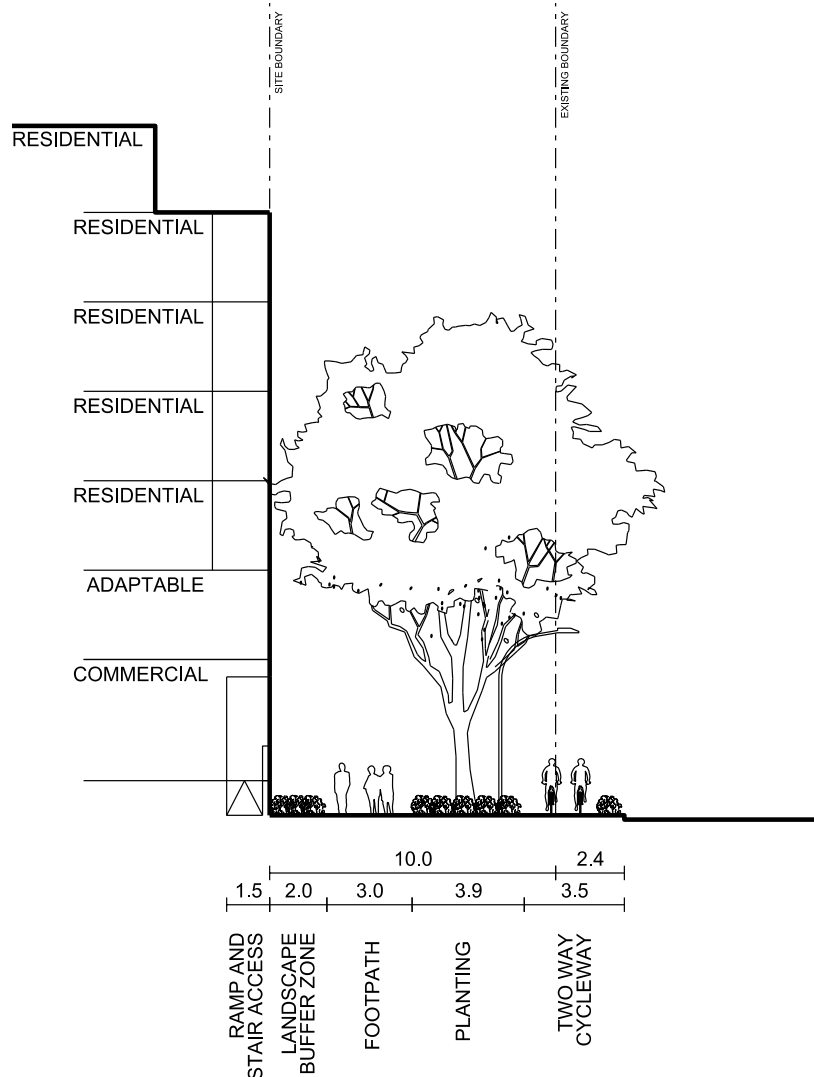 SITE BOUNDARY
EXISTING BOUNDARY
RESIDENTIAL
RESIDENTIAL
RESIDENTIAL
RESIDENTIAL
RESIDENTIAL
ADAPTABLE
COMMERCIAL
10.0
2.4
1.5
2.0
3.0
3.9
3.5
RAMP AND
STAIR ACCESS
LANDSCAPE
BUFFER ZONE
FOOTPATH
PLANTING
TWO WAY
CYCLEWAY